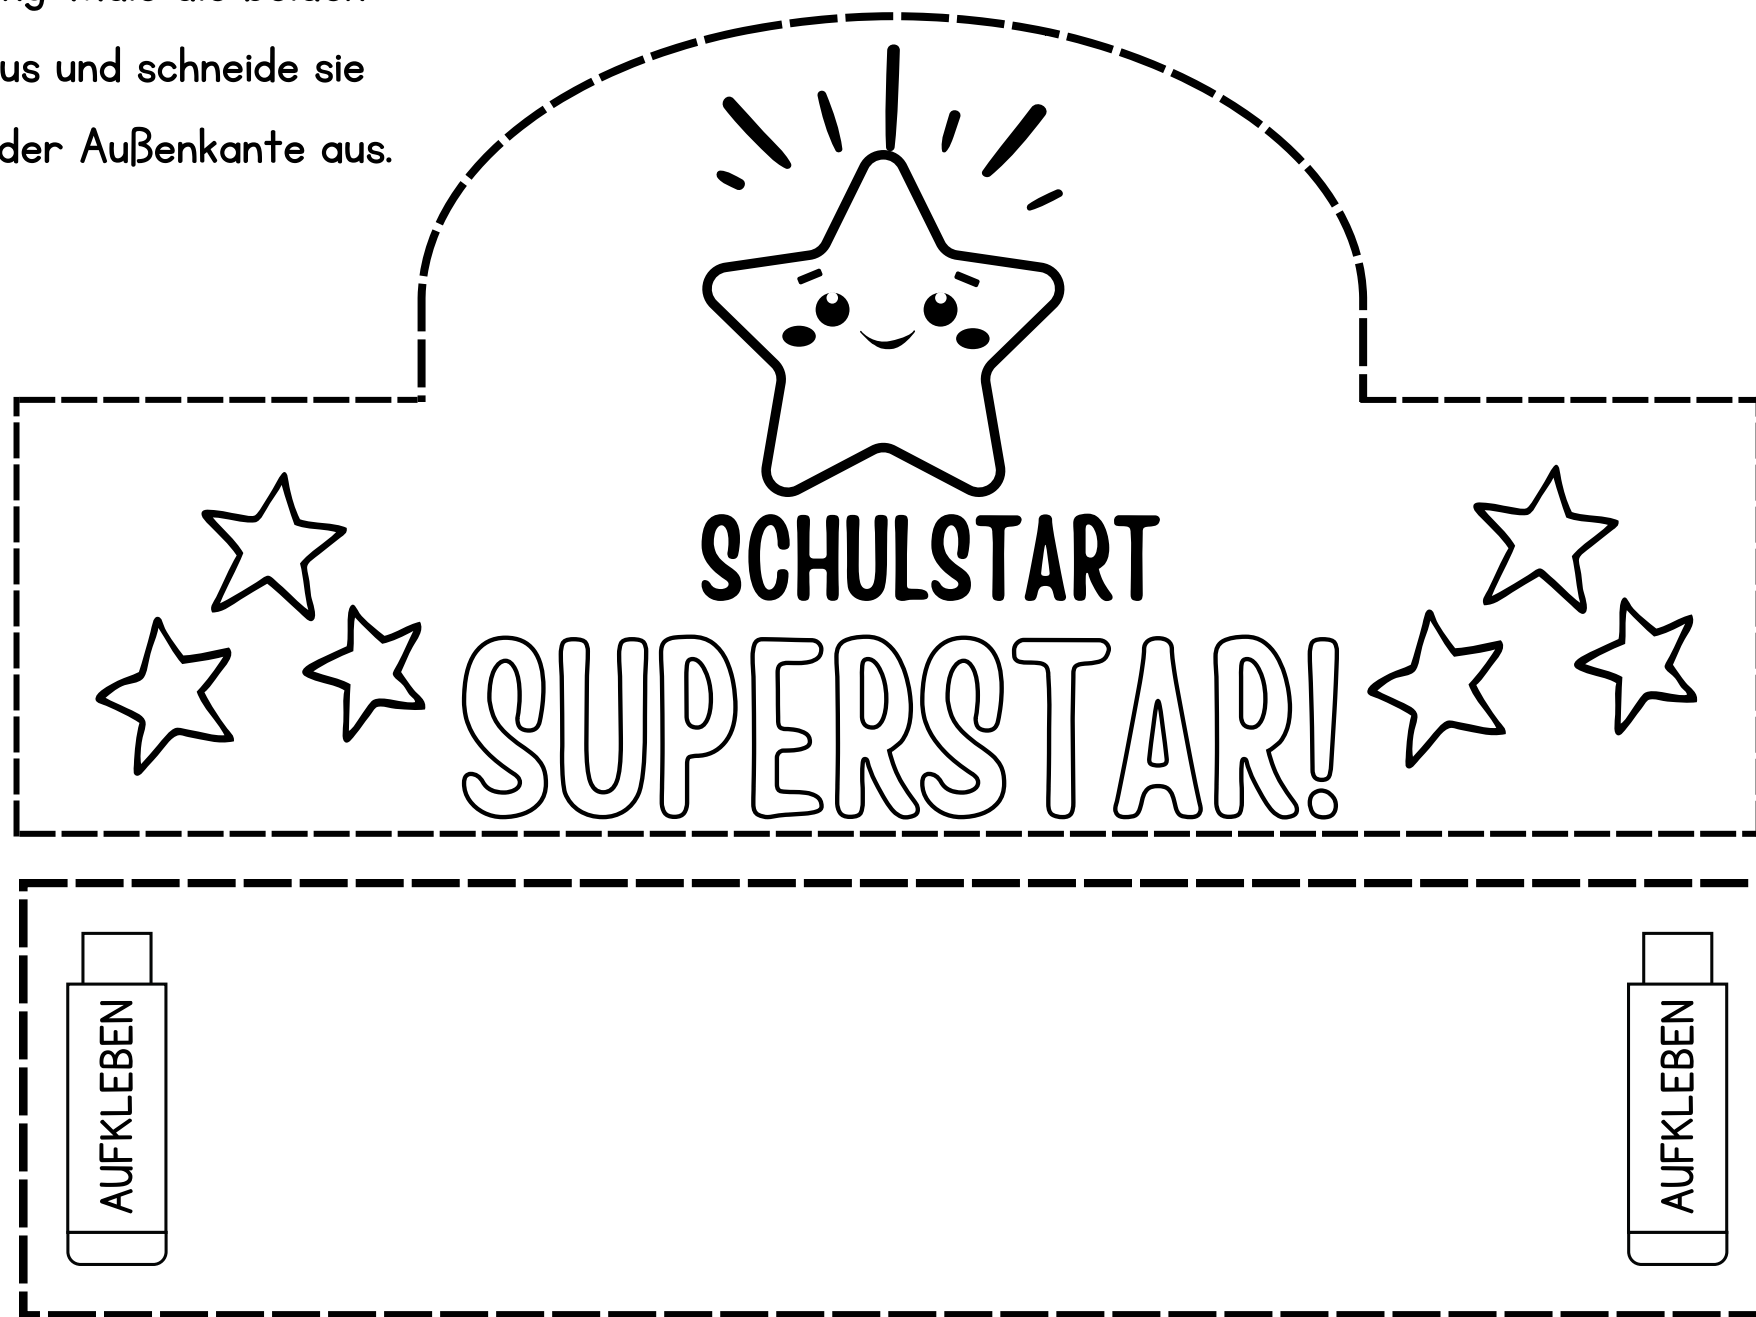 us und schneide sie
der Außenkante aus.
SCHULSTART
SUPERSTAR!
AUFKLEBEN
AUFKLEBEN